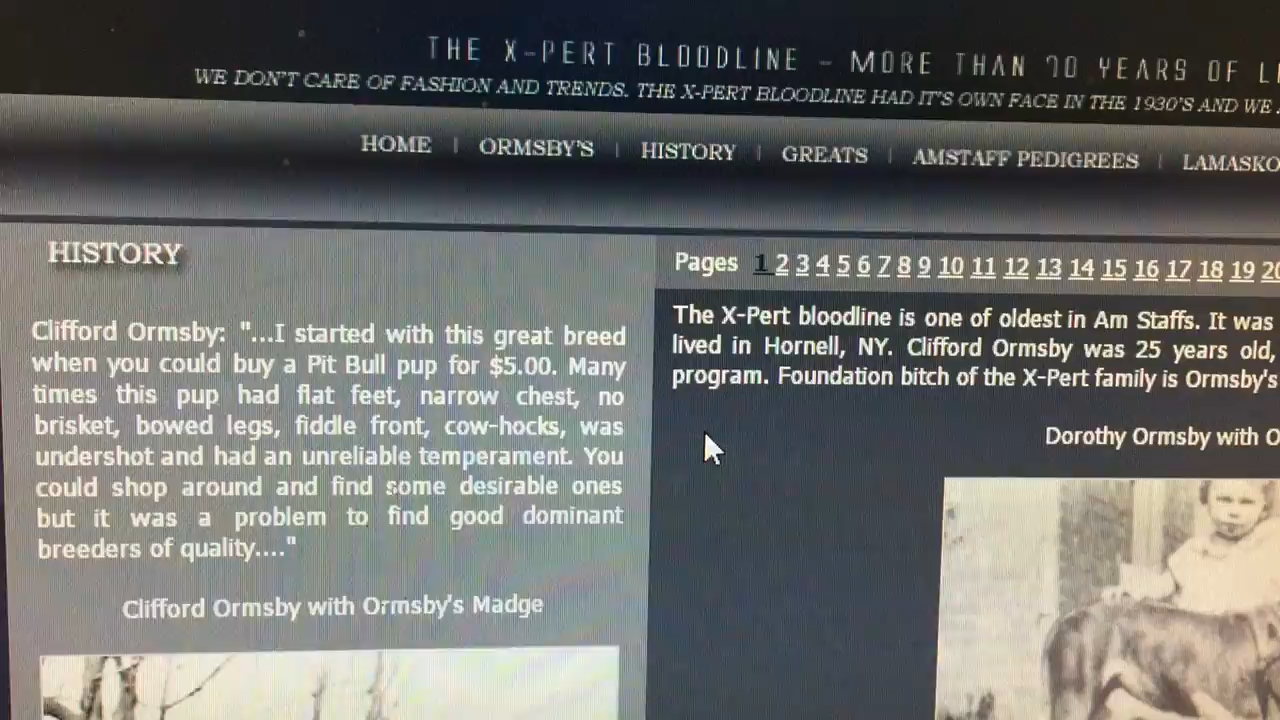 THE X-PERT BLOODLINE - MORE THAN 70 YEARS OF
WE DON'T CARE OF FASHION AND TRENDS. THE X-PERT BLOODLINE HAD IT'S OWN FACE IN THE 1930'S AND WE
HOME | ORMSBY'S | HISTORY | GREATS | AMSTAFF PEDIGREES | LAMASKO
HISTORY
Clifford Ormsby: "...I started with this great breed
when you could buy a Pit Bull pup for $5.00. Many
times this pup had flat feet, narrow chest, no
brisket, bowed legs, fiddle front, cow-hocks, was
undershot and had an unreliable temperament. You
could shop around and find some desirable ones
but it was a problem to find good dominant
breeders of quality...."
Clifford Ormsby with Ormsby's Madge
Pages 1 2 3 4 5 6 7 8 9 10 11 12 13 14 15 16 17 18 19 20
The X-Pert bloodline is one of oldest in Am Staffs. It was
lived in Hornell, NY. Clifford Ormsby was 25 years old,
program. Foundation bitch of the X-Pert family is Ormsby's
Dorothy Ormsby with O